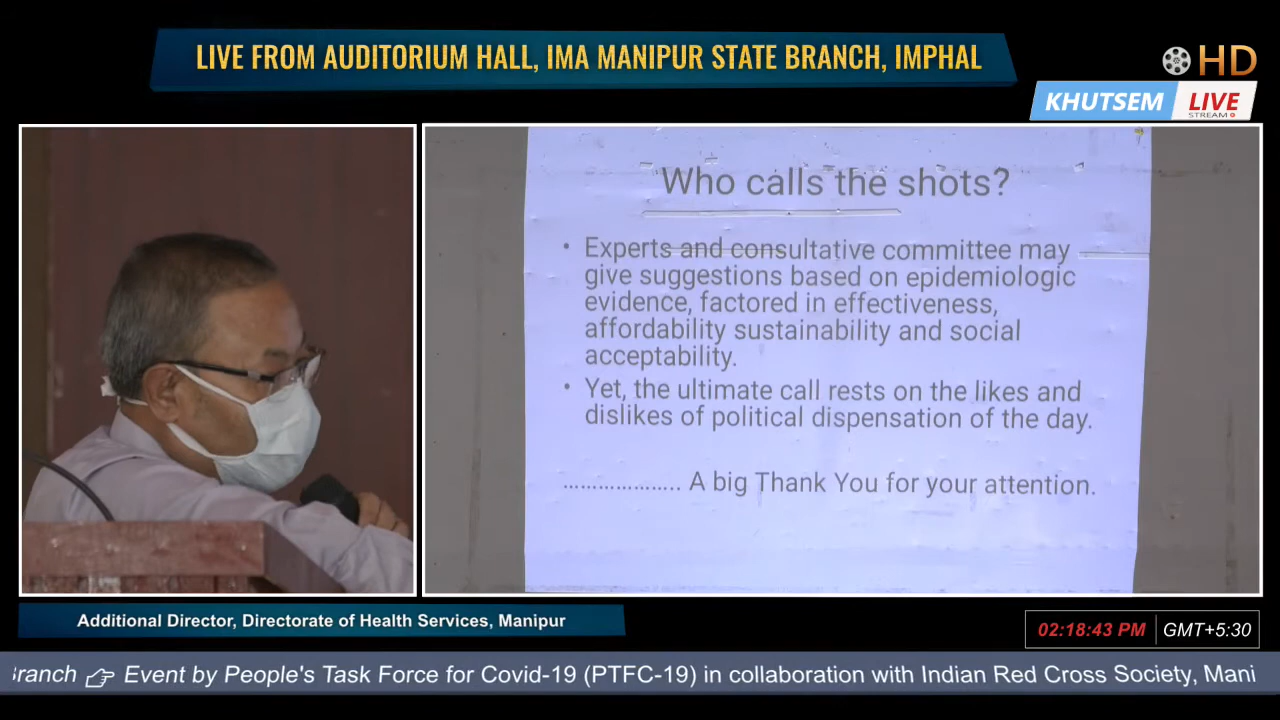 LIVE FROM AUDITORIUM HALL, IMA MANIPUR STATE BRANCH, IMPHAL
HD
KHUTSEM LIVE
STREAM
Who calls the shots?
• Experts and consultative committee may
give suggestions based on epidemiologic
evidence, factored in effectiveness,
affordability sustainability and social
acceptability.
• Yet, the ultimate call rests on the likes and
dislikes of political dispensation of the day.
.................... A big Thank You for your attention.
Additional Director, Directorate of Health Services, Manipur
02:18:43 PM GMT+5:30
Branch 👉 Event by People's Task Force for Covid-19 (PTFC-19) in collaboration with Indian Red Cross Society, Mani